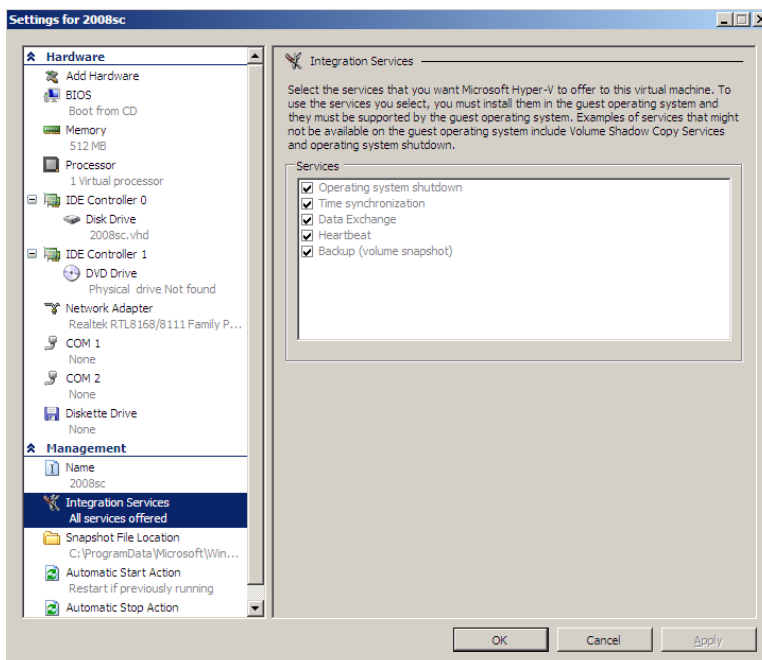 Settings for 2008sc
Hardware
Add Hardware
BIOS
Boot from CD
Memory
512 MB
Processor
1 Virtual processor
IDE Controller 0
Disk Drive
2008sc.vhd
IDE Controller 1
DVD Drive
Physical drive Not found
Network Adapter
Realtek RTL8168/8111 Family P...
COM 1
None
COM 2
None
Diskette Drive
None
Management
Name
2008sc
Integration Services
All services offered
Snapshot File Location
C:\ProgramData\Microsoft\Win...
Automatic Start Action
Restart if previously running
Automatic Stop Action
Integration Services
Select the services that you want Microsoft Hyper-V to offer to this virtual machine. To
use the services you select, you must install them in the guest operating system and
they must be supported by the guest operating system. Examples of services that might
not be available on the guest operating system include Volume Shadow Copy Services
and operating system shutdown.
Services
Operating system shutdown
Time synchronization
Data Exchange
Heartbeat
Backup (volume snapshot)
OK
Cancel
Apply